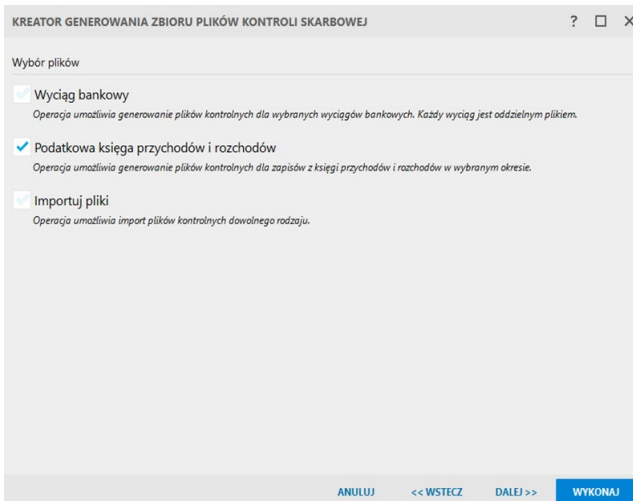 KREATOR GENEROWANIA ZBIORU PLIKÓW KONTROLI SKARBOWEJ ?
Wybór plików
Wyciąg bankowy
Operacja umożliwia generowanie plików kontrolnych dla wybranych wyciągów bankowych. Każdy wyciąg jest oddzielnym plikiem.
Podatkowa księga przychodów i rozchodów
Operacja umożliwia generowanie plików kontrolnych dla zapisów z księgi przychodów i rozchodów w wybranym okresie.
Importuj pliki
Operacja umożliwia import plików kontrolnych dowolnego rodzaju.
ANULUJ << WSTECZ DALEJ >> WYKONAJ